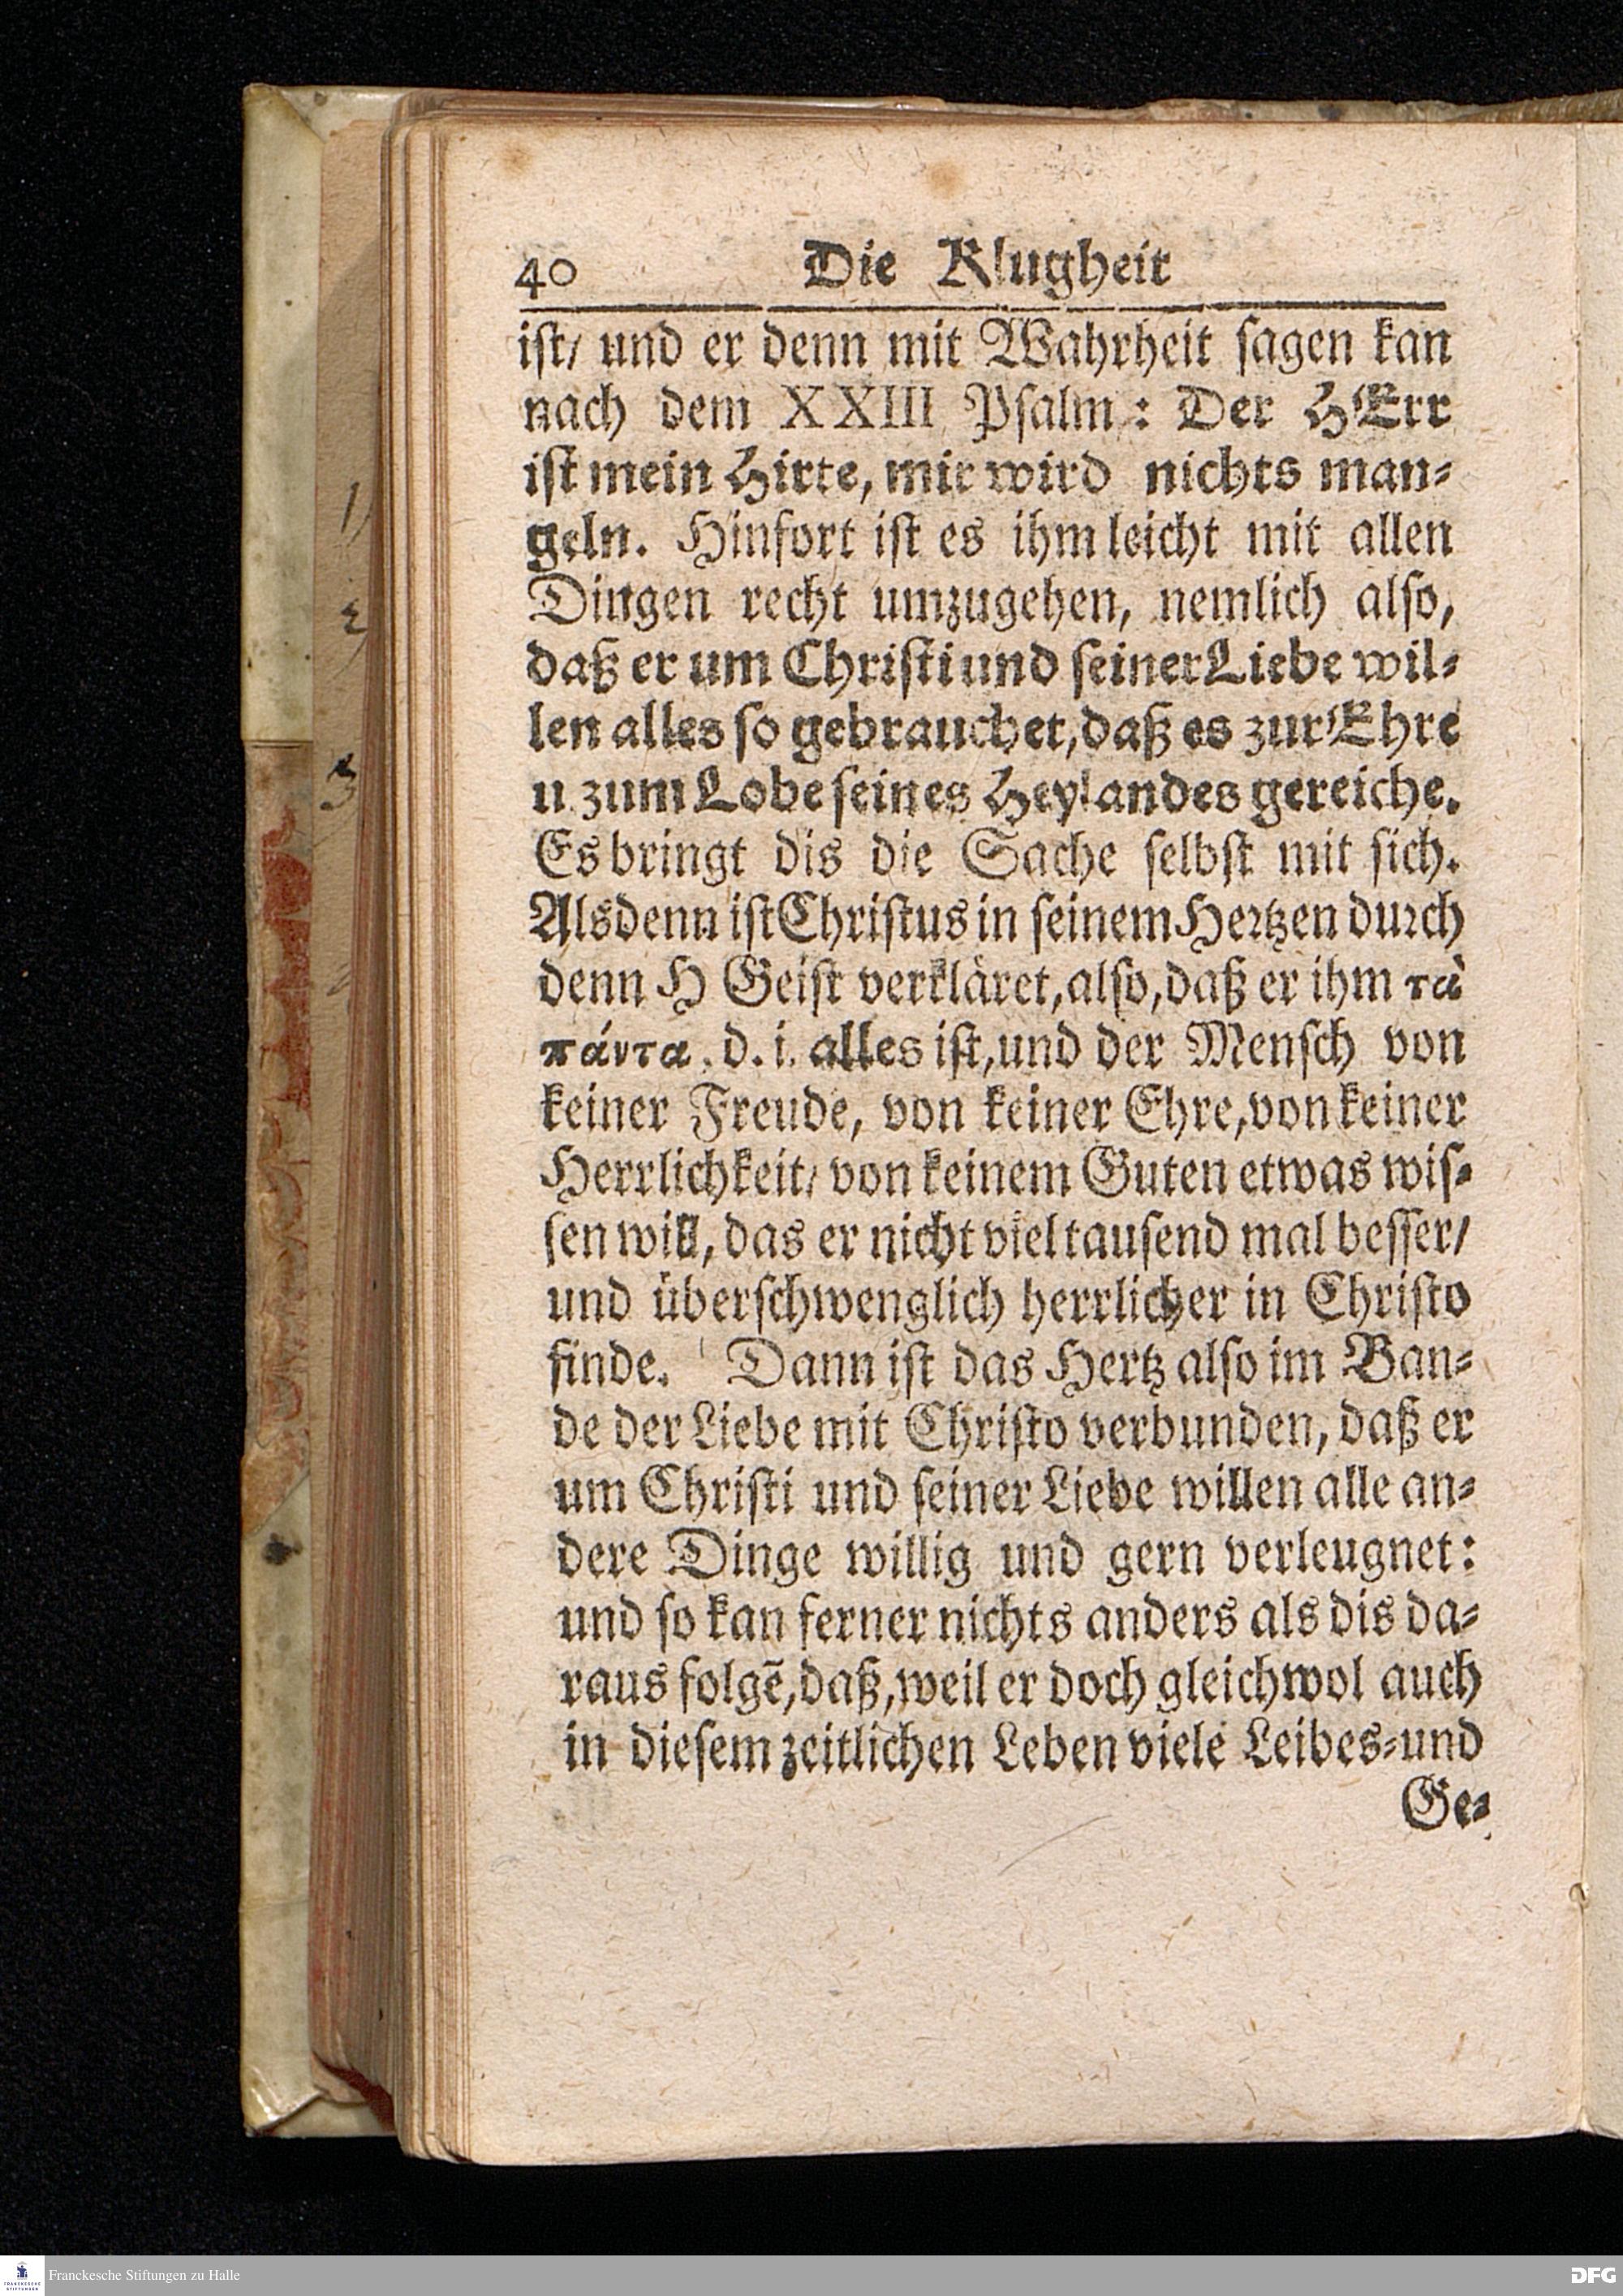 40 Die Klugheit
ist/ und er denn mit Wahrheit sagen kan
nach dem XXIII Psalm: Der HErr
ist mein Hirte, mir wird nichts man-
geln. Hinfort ist es ihm leicht mit allen
Dingen recht umzugehen, nemlich also,
daß er um Christi und seiner Liebe wil-
len alles so gebrauchet, daß es zur Ehre
u. zum Lobe seines Heylandes gereiche.
Es bringt dis die Sache selbst mit sich.
Alsdenn ist Christus in seinem Hertzen durch
denn H Geist verkläret, also, daß er ihm τὰ
πάντα. d. i. alles ist, und der Mensch von
keiner Freude, von keiner Ehre, von keiner
Herrlichkeit/ von keinem Guten etwas wis-
sen will, das er nicht viel tausend mal besser/
und überschwenglich herrlicher in Christo
finde. Dann ist das Hertz also im Ban-
de der Liebe mit Christo verbunden, daß er
um Christi und seiner Liebe willen alle an-
dere Dinge willig und gern verleugnet:
und so kan ferner nichts anders als dis da-
raus folgē, daß, weil er doch gleichwol auch
in diesem zeitlichen Leben viele Leibes- und
Ge-
Franckesche Stiftungen zu Halle
DFG